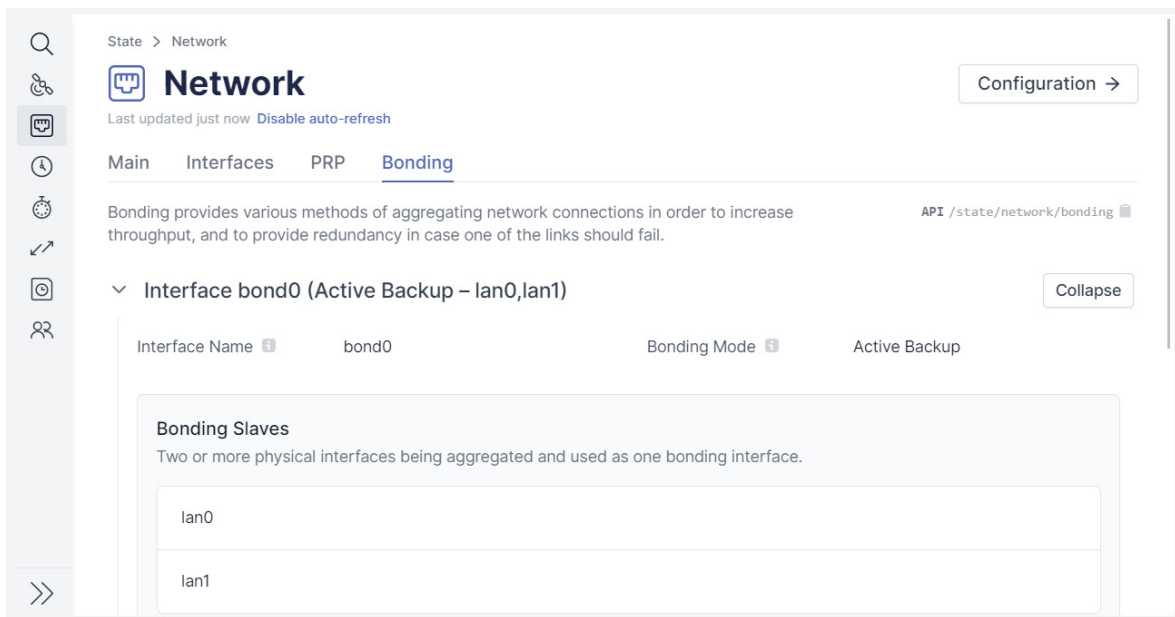 State > Network
Network
Configuration →
Last updated just now Disable auto-refresh
Main Interfaces PRP Bonding
Bonding provides various methods of aggregating network connections in order to increase
throughput, and to provide redundancy in case one of the links should fail.
API /state/network/bonding
Interface bond0 (Active Backup – lan0,lan1)
Collapse
Interface Name bond0 Bonding Mode Active Backup
Bonding Slaves
Two or more physical interfaces being aggregated and used as one bonding interface.
lan0
lan1